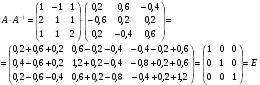 A·A⁻¹ = (1 −1 1; 2 1 1; 1 1 2) · (0,2 0,6 −0,4; −0,6 0,2 0,2; 0,2 −0,4 0,6) =
= (0,2+0,6+0,2 0,6−0,2−0,4 −0,4−0,2+0,6; 0,4−0,6+0,2 1,2+0,2−0,4 −0,8+0,2+0,6; 0,2−0,6−0,4 0,6+0,2−0,8 −0,4+0,2+1,2) = (1 0 0; 0 1 0; 0 0 1) = E